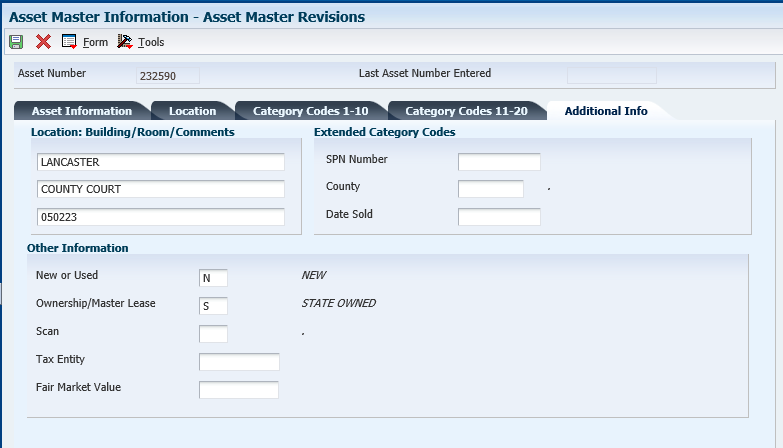 Asset Master Information - Asset Master Revisions
Form Tools
Asset Number 232590 Last Asset Number Entered
Asset Information Location Category Codes 1-10 Category Codes 11-20 Additional Info
Location: Building/Room/Comments
LANCASTER
COUNTY COURT
050223
Extended Category Codes
SPN Number
County .
Date Sold
Other Information
New or Used N NEW
Ownership/Master Lease S STATE OWNED
Scan .
Tax Entity
Fair Market Value